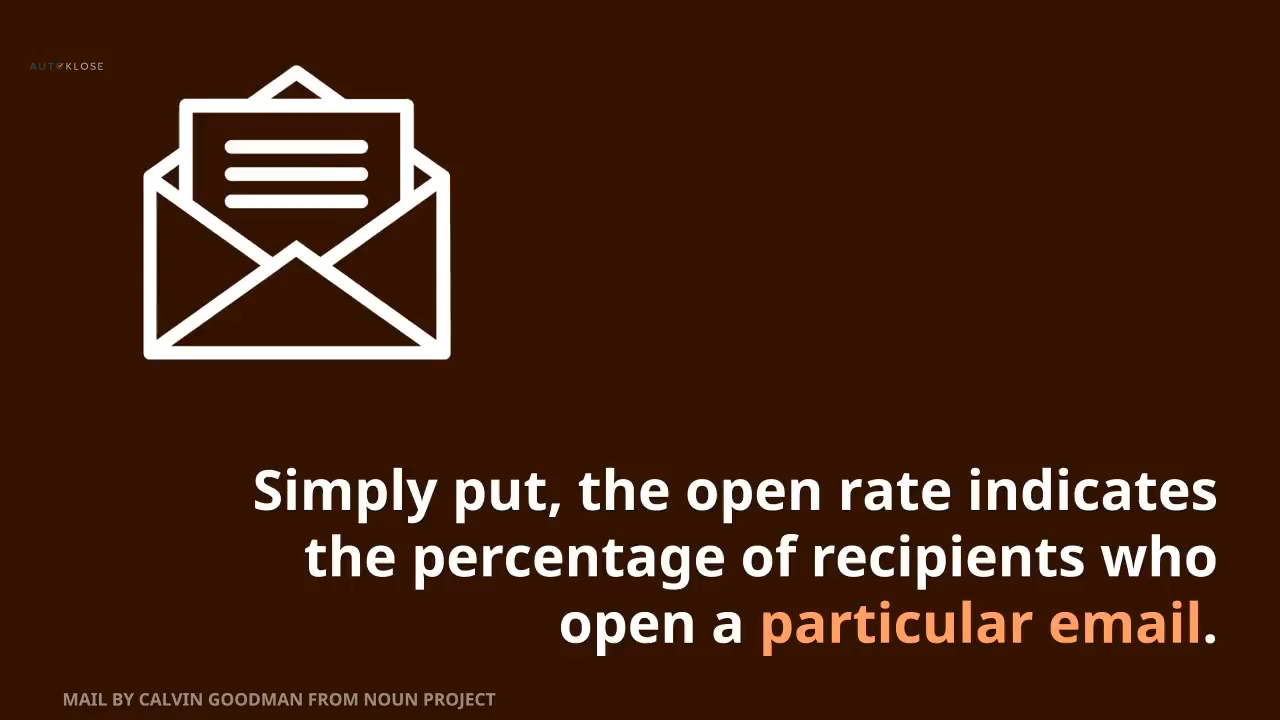 AUTOKLOSE
Simply put, the open rate indicates
the percentage of recipients who
open a particular email.
MAIL BY CALVIN GOODMAN FROM NOUN PROJECT